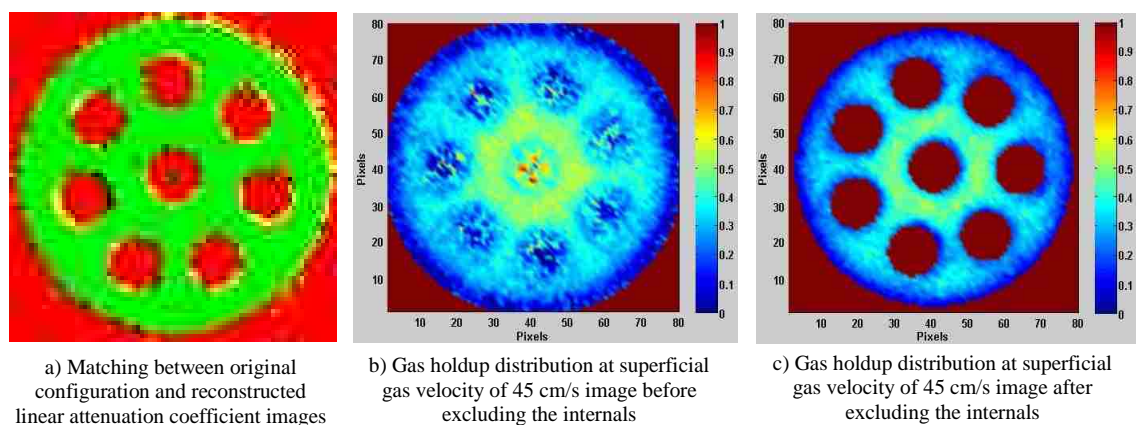 80
70
60
50
40
30
20
10
Pixels
10 20 30 40 50 60 70 80
Pixels
1
0.9
0.8
0.7
0.6
0.5
0.4
0.3
0.2
0.1
0
80
70
60
50
40
30
20
10
Pixels
10 20 30 40 50 60 70 80
Pixels
1
0.9
0.8
0.7
0.6
0.5
0.4
0.3
0.2
0.1
0
a) Matching between original
configuration and reconstructed
linear attenuation coefficient images
b) Gas holdup distribution at superficial
gas velocity of 45 cm/s image before
excluding the internals
c) Gas holdup distribution at superficial
gas velocity of 45 cm/s image after
excluding the internals